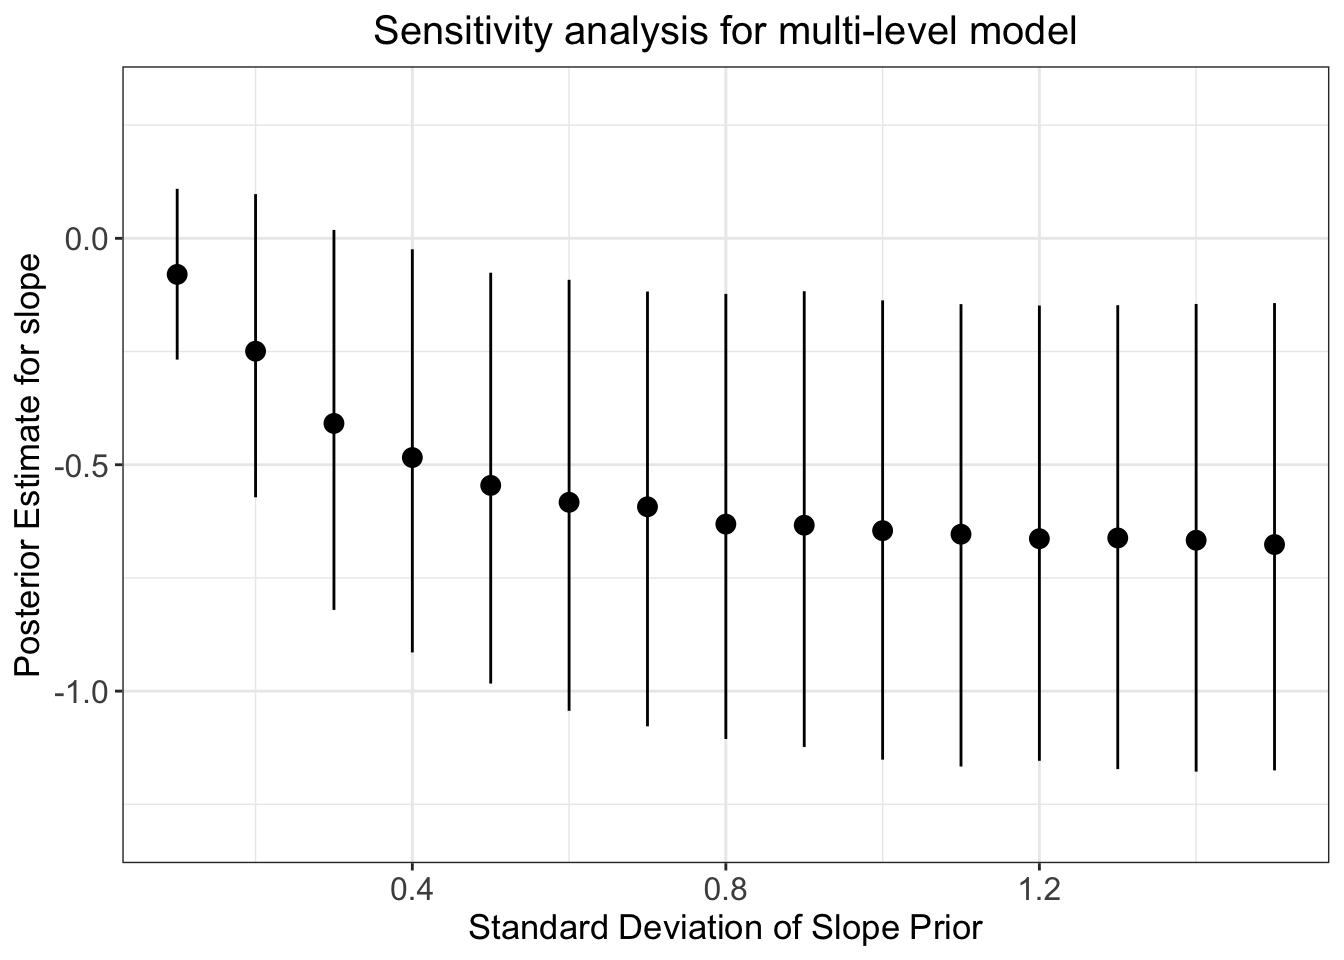 Sensitivity analysis for multi-level model
Posterior Estimate for slope
0.0
-0.5
-1.0
0.4
0.8
1.2
Standard Deviation of Slope Prior